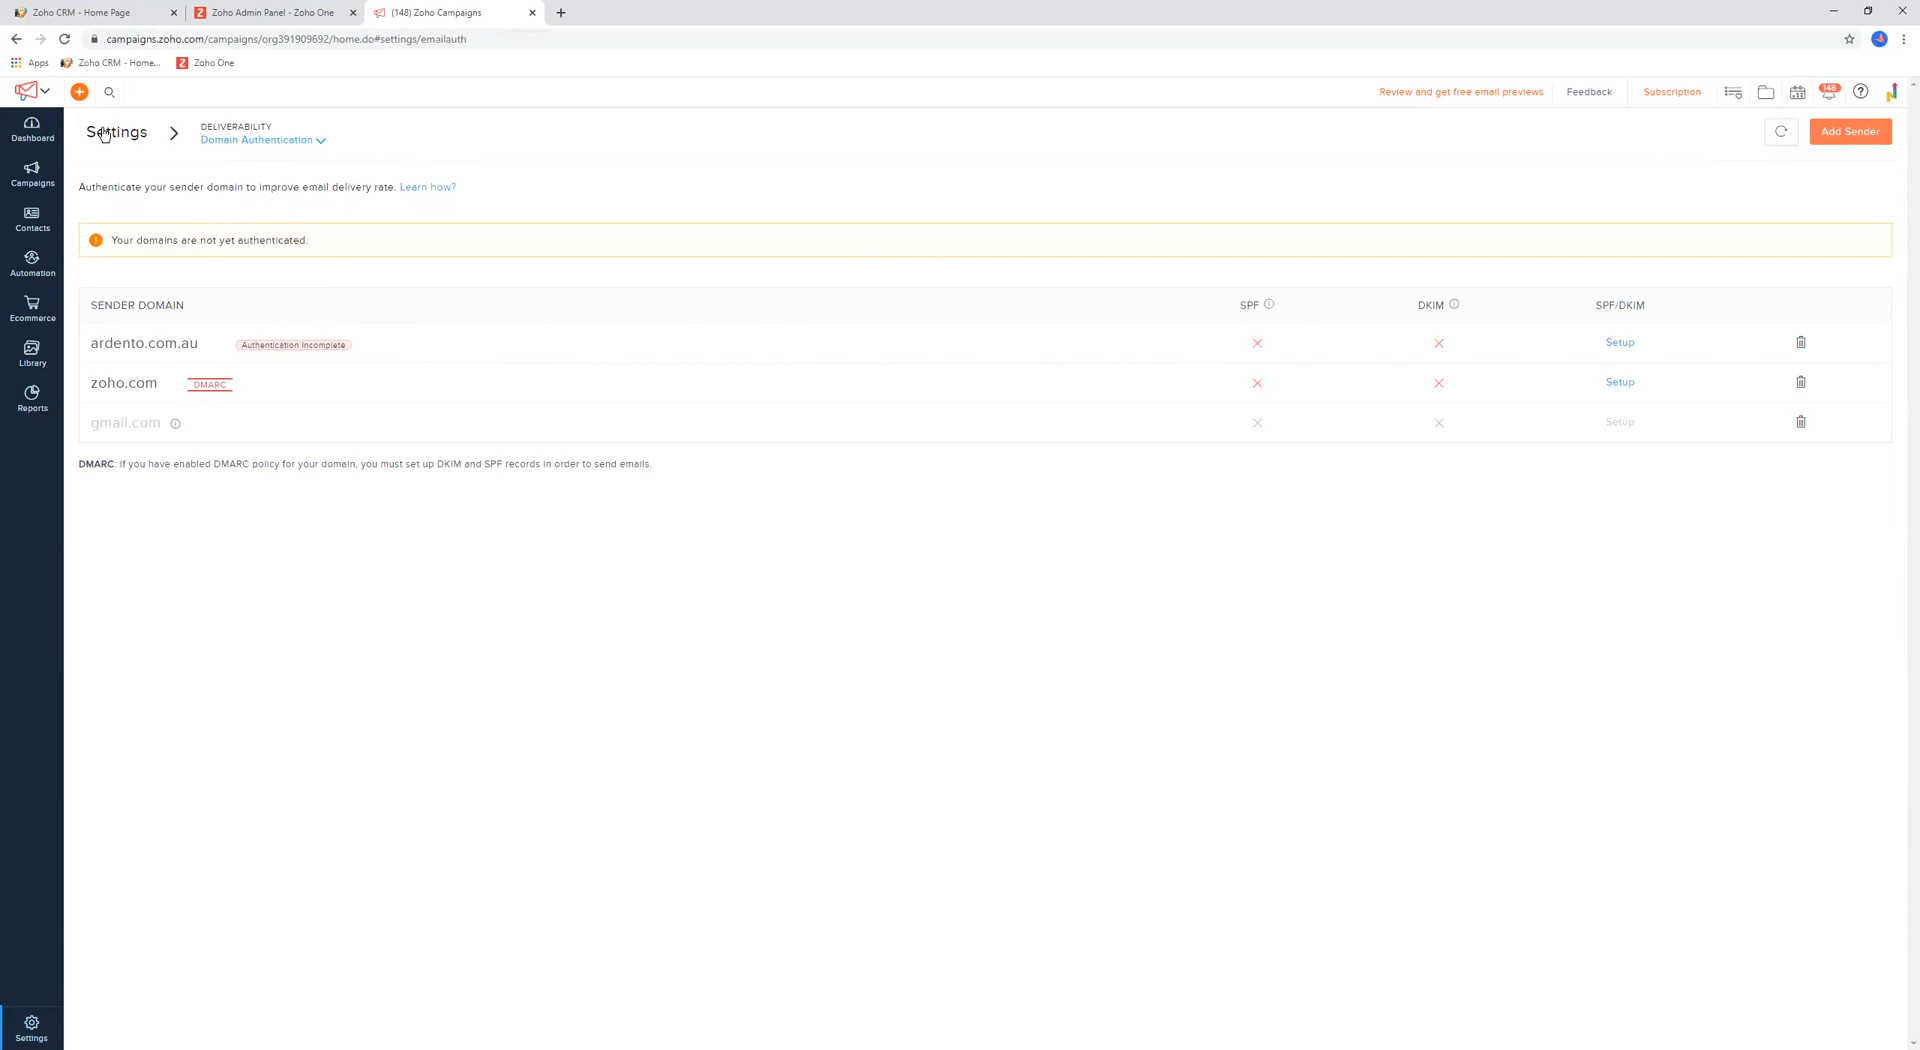 Zoho CRM - Home Page
Zoho Admin Panel - Zoho One
(148) Zoho Campaigns
campaigns.zoho.com/campaigns/org391909692/home.do#settings/emailauth
Apps
Zoho CRM - Home...
Zoho One
Review and get free email previews
Feedback
Subscription
148
Dashboard
Campaigns
Contacts
Automation
Ecommerce
Library
Reports
Settings
Settings
DELIVERABILITY
Domain Authentication
Add Sender
Authenticate your sender domain to improve email delivery rate. Learn how?
Your domains are not yet authenticated.
SENDER DOMAIN SPF DKIM SPF/DKIM
ardento.com.au Authentication Incomplete Setup
zoho.com DMARC Setup
gmail.com Setup
DMARC: If you have enabled DMARC policy for your domain, you must set up DKIM and SPF records in order to send emails.